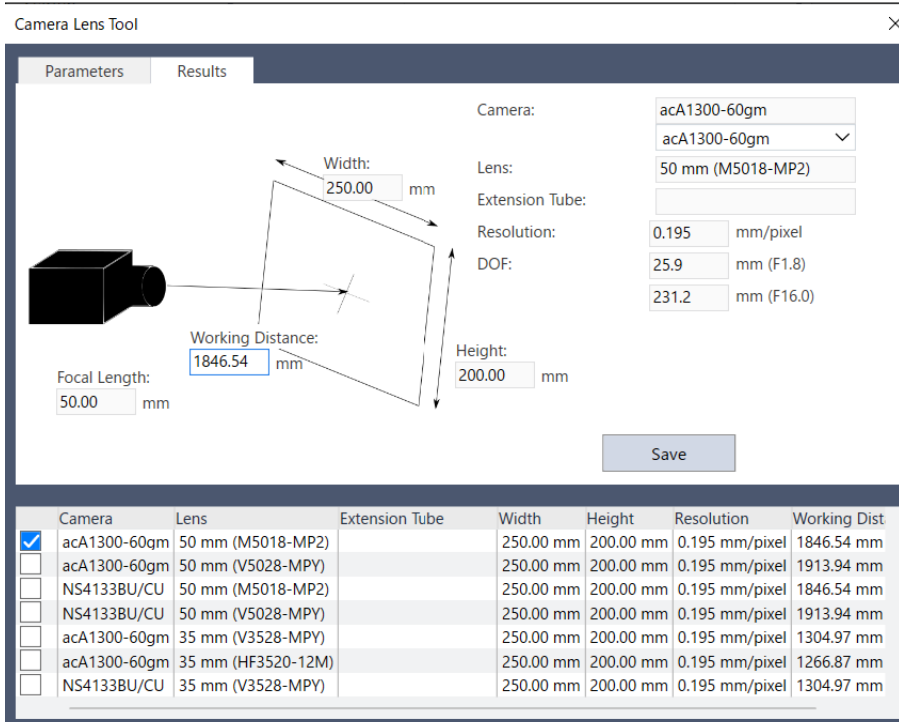 Camera Lens Tool
Parameters Results
Camera: acA1300-60gm
acA1300-60gm
Width:
250.00 mm
Lens: 50 mm (M5018-MP2)
Extension Tube:
Resolution: 0.195 mm/pixel
DOF: 25.9 mm (F1.8)
231.2 mm (F16.0)
Working Distance:
1846.54 mm
Height:
200.00 mm
Focal Length:
50.00 mm
Save
Camera Lens Extension Tube Width Height Resolution Working Dist
acA1300-60gm 50 mm (M5018-MP2) 250.00 mm 200.00 mm 0.195 mm/pixel 1846.54 mm
acA1300-60gm 50 mm (V5028-MPY) 250.00 mm 200.00 mm 0.195 mm/pixel 1913.94 mm
NS4133BU/CU 50 mm (M5018-MP2) 250.00 mm 200.00 mm 0.195 mm/pixel 1846.54 mm
NS4133BU/CU 50 mm (V5028-MPY) 250.00 mm 200.00 mm 0.195 mm/pixel 1913.94 mm
acA1300-60gm 35 mm (V3528-MPY) 250.00 mm 200.00 mm 0.195 mm/pixel 1304.97 mm
acA1300-60gm 35 mm (HF3520-12M) 250.00 mm 200.00 mm 0.195 mm/pixel 1266.87 mm
NS4133BU/CU 35 mm (V3528-MPY) 250.00 mm 200.00 mm 0.195 mm/pixel 1304.97 mm